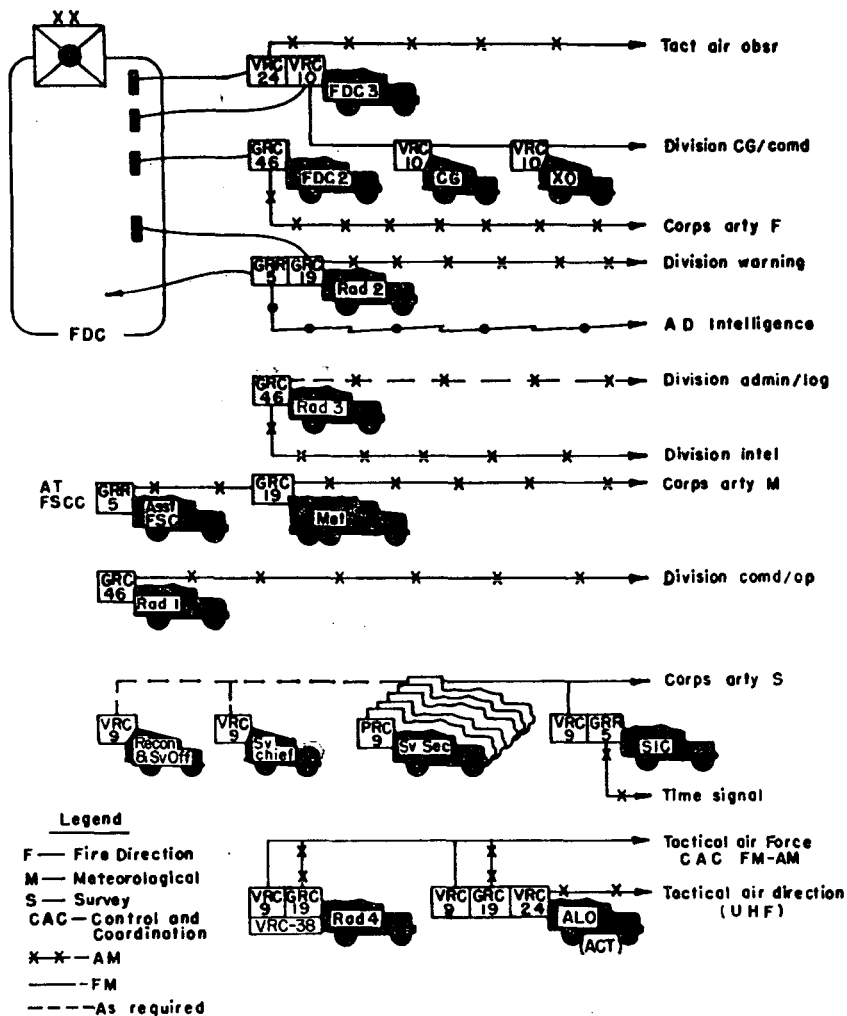 XX
VRC 24
VRC 10
FDC 3
Tact air obsr
GRC 46
FDC 2
VRC 10
CG
VRC 10
XO
Division CG/comd
Corps arty F
GRR 5
GRC 19
Rad 2
Division warning
FDC
A D Intelligence
GRC 46
Rad 3
Division admin/log
Division intel
AT FSCC
GRR 5
Asst FSC
GRC 19
Met
Corps arty M
GRC 46
Rad 1
Division comd/op
Corps arty S
VRC 9
Recon & Sv Off
VRC 9
Sv chief
PRC 9
Sv Sec
VRC 9
GRR 5
SIC
Time signal
Legend
F — Fire Direction
M — Meteorological
S — Survey
CAC — Control and
Coordination
X—X— AM
——— FM
- - - - As required
Tactical air Force
CAC FM-AM
VRC 9
GRC 19
VRC-38
Rad 4
VRC 9
GRC 19
VRC 24
ALO
(ACT)
Tactical air direction
(UHF)